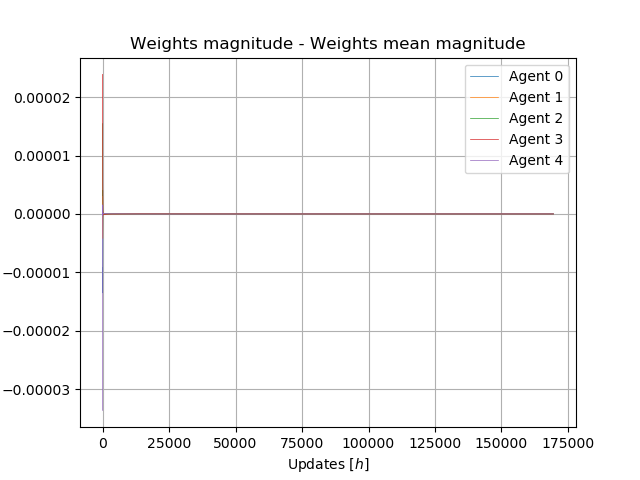 Weights magnitude - Weights mean magnitude
Agent 0
Agent 1
Agent 2
Agent 3
Agent 4
0.00002
0.00001
0.00000
−0.00001
−0.00002
−0.00003
0 25000 50000 75000 100000 125000 150000 175000
Updates [h]